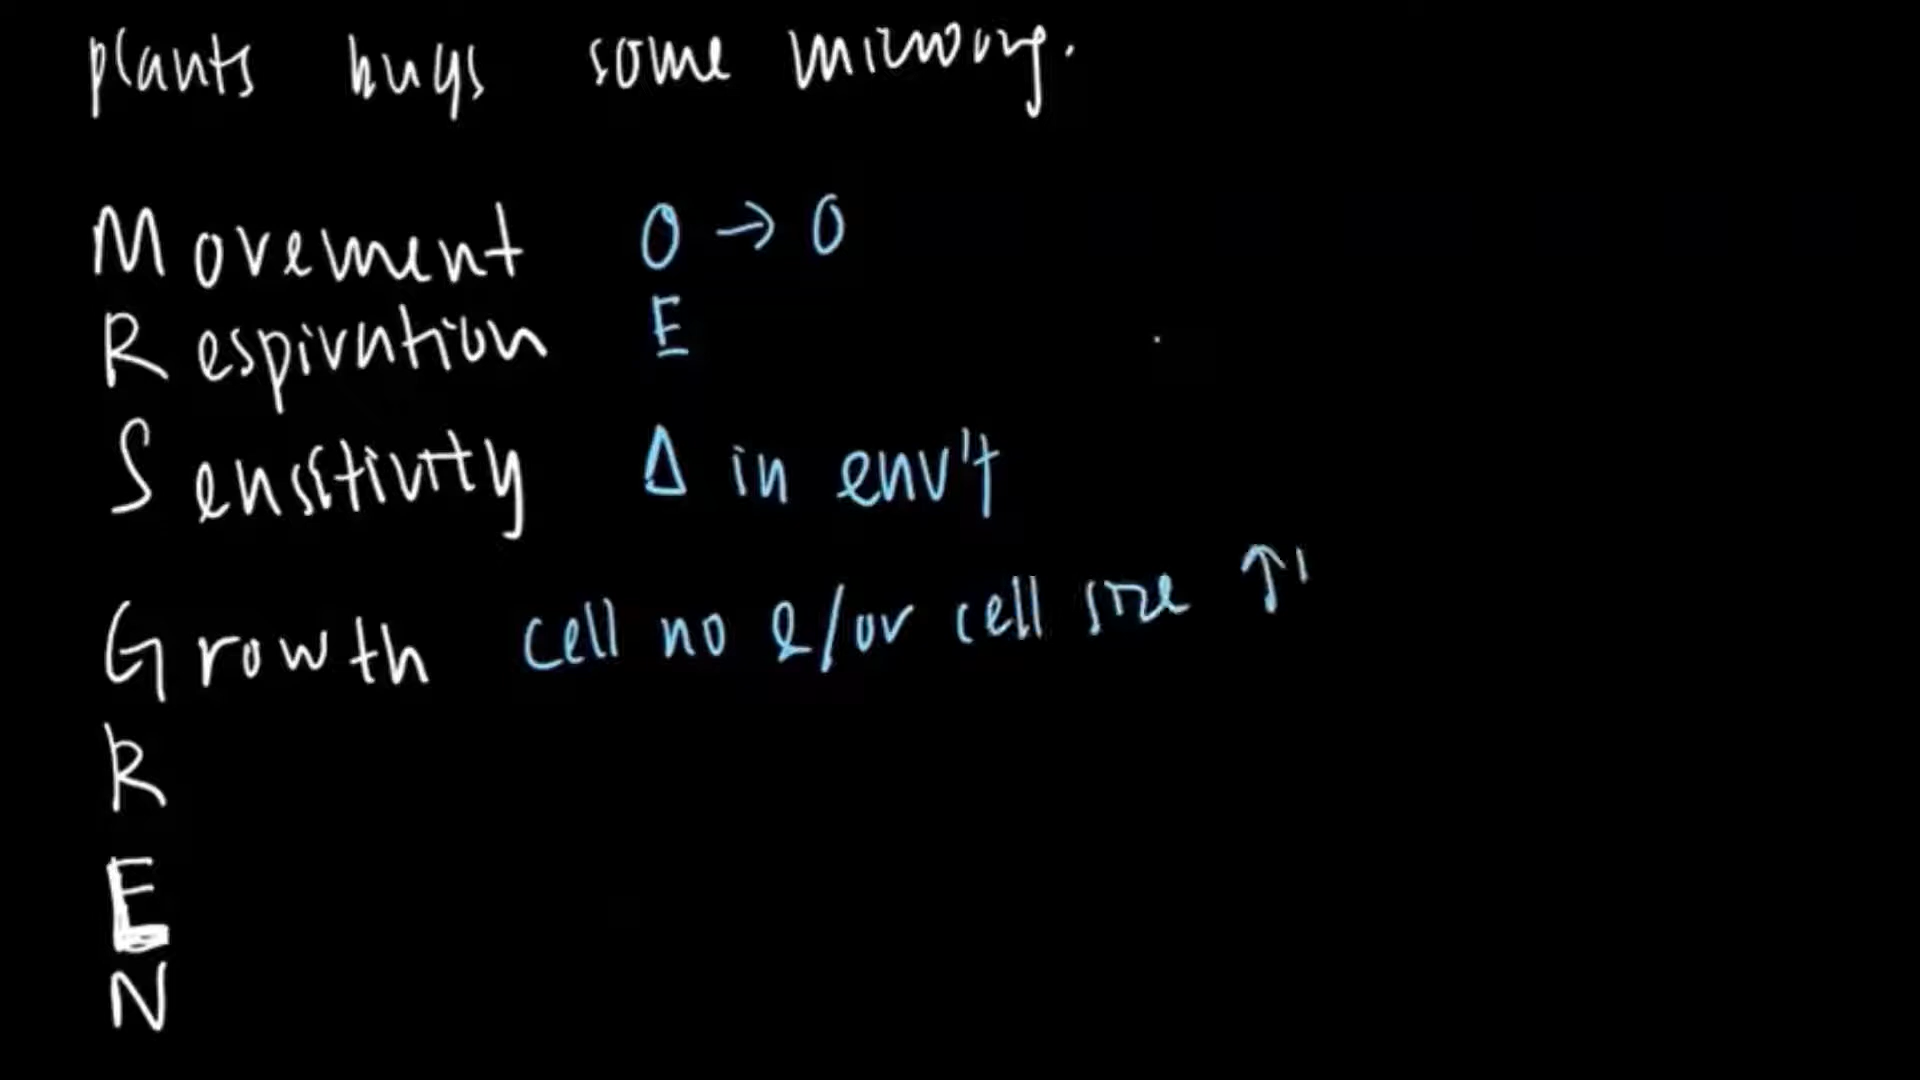 plants bugs some microorg.
Movement O → O
Respiration E
Sensitivity Δ in env't
Growth cell no &/or cell size ↑
R
E
N